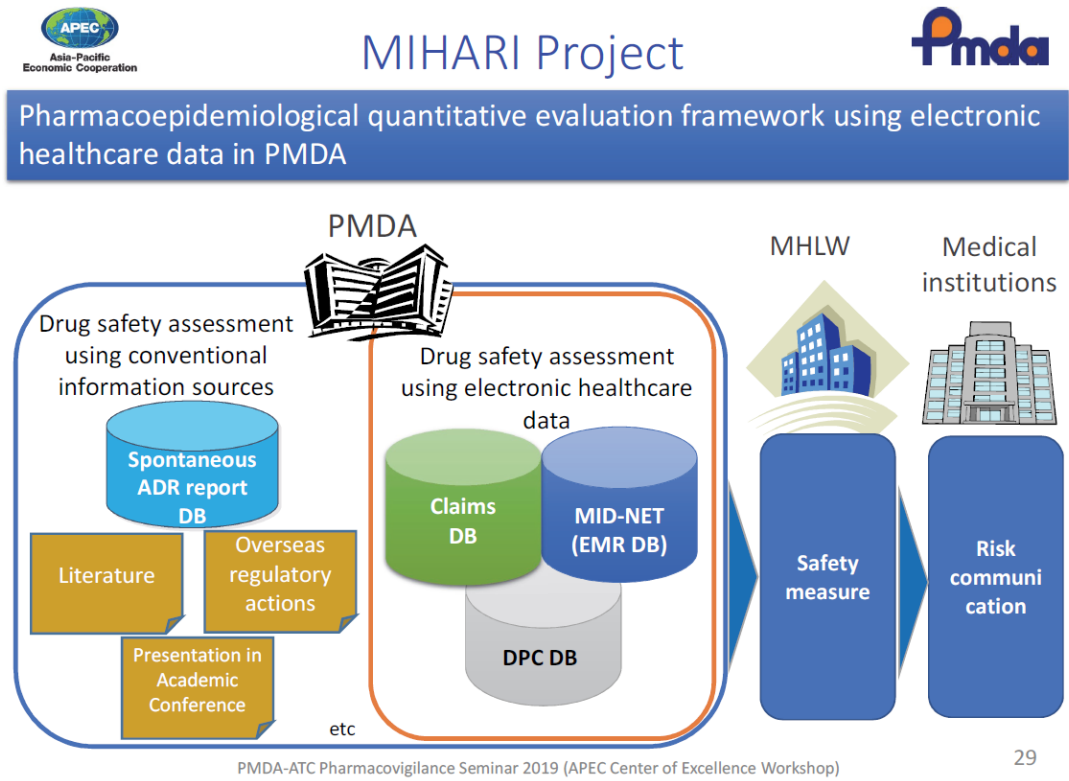 APEC
Asia-Pacific
Economic Cooperation
MIHARI Project
Pmda
Pharmacoepidemiological quantitative evaluation framework using electronic
healthcare data in PMDA
PMDA
MHLW
Medical
institutions
Drug safety assessment
using conventional
information sources
Spontaneous
ADR report
DB
Literature
Overseas
regulatory
actions
Presentation in
Academic
Conference
etc
Drug safety assessment
using electronic healthcare
data
Claims
DB
MID-NET
(EMR DB)
DPC DB
Safety
measure
Risk
communi
cation
PMDA-ATC Pharmacovigilance Seminar 2019 (APEC Center of Excellence Workshop)
29